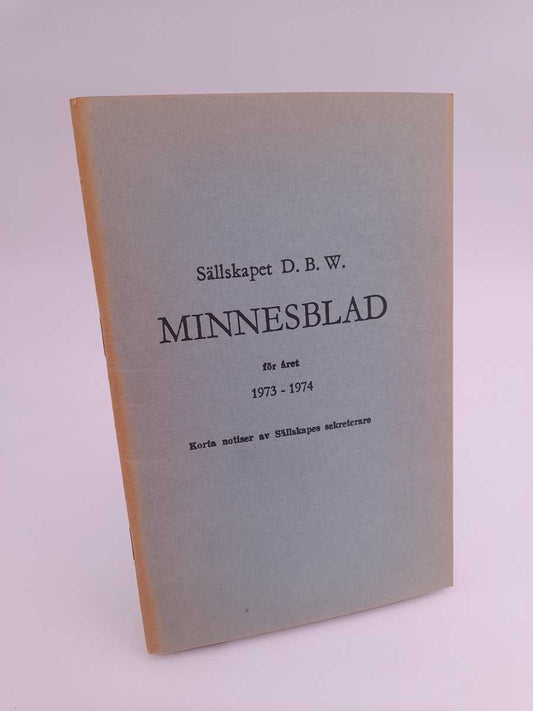 Sällskapet D. B. W.
MINNESBLAD
för året
1973 - 1974
Korta notiser av Sällskapes sekreterare